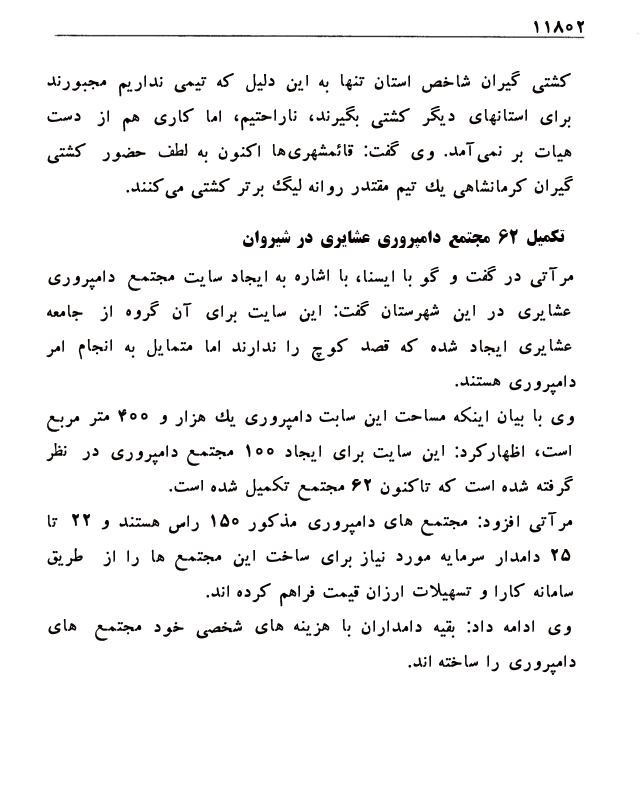 ۱۱۸۰۲
کشتی گیران شاخص استان تنها به این دلیل که تیمی نداریم مجبورند
برای استانهای دیگر کشتی بگیرند، ناراحتیم، اما کاری هم از دست
هیات بر نمی‌آمد. وی گفت: قائمشهری‌ها اکنون به لطف حضور کشتی
گیران کرمانشاهی یك تیم مقتدر روانه لیگ برتر کشتی می‌کنند.
تکمیل ۶۲ مجتمع دامپروری عشایری در شیروان
مرآتی در گفت و گو با ایسنا، با اشاره به ایجاد سایت مجتمع دامپروری
عشایری در این شهرستان گفت: این سایت برای آن گروه از جامعه
عشایری ایجاد شده که قصد کوچ را ندارند اما متمایل به انجام امر
دامپروری هستند.
وی با بیان اینکه مساحت این سابت دامپروری یك هزار و ۴۰۰ متر مربع
است، اظهارکرد: این سایت برای ایجاد ۱۰۰ مجتمع دامپروری در نظر
گرفته شده است که تاکنون ۶۲ مجتمع تکمیل شده است.
مرآتی افزود: مجتمع های دامپروری مذکور ۱۵۰ راس هستند و ۲۲ تا
۲۵ دامدار سرمایه مورد نیاز برای ساخت این مجتمع ها را از طریق
سامانه کارا و تسهیلات ارزان قیمت فراهم کرده اند.
وی ادامه داد: بقیه دامداران با هزینه های شخصی خود مجتمع های
دامپروری را ساخته اند.